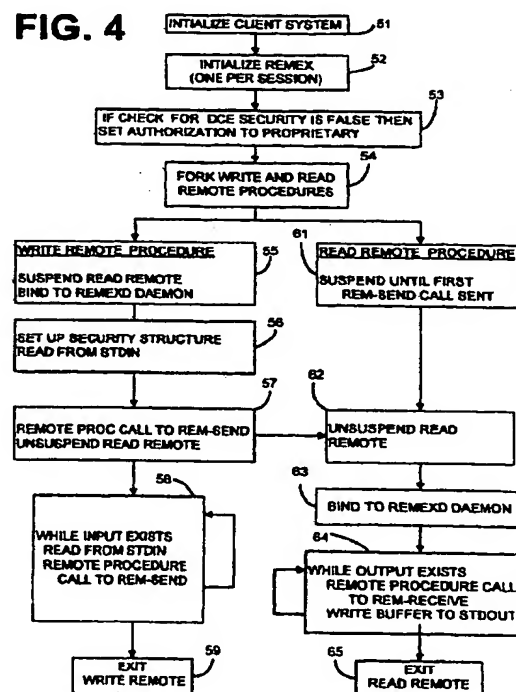 FIG. 4
INTIALIZE CLIENT SYSTEM
51
INTIALIZE REMEX
(ONE PER SESSION)
52
IF CHECK FOR DCE SECURITY IS FALSE THEN
SET AUTHORIZATION TO PROPRIETARY
53
FORK WRITE AND READ
REMOTE PROCEDURES
54
WRITE REMOTE PROCEDURE
SUSPEND READ REMOTE
BIND TO REMEXD DAEMON
55
SET UP SECURITY STRUCTURE
READ FROM STDIN
56
REMOTE PROC CALL TO REM-SEND
UNSUSPEND READ REMOTE
57
WHILE INPUT EXISTS
READ FROM STDIN
REMOTE PROCEDURE
CALL TO REM-SEND
58
EXIT
WRITE REMOTE
59
READ REMOTE PROCEDURE
SUSPEND UNTIL FIRST
REM-SEND CALL SENT
61
UNSUSPEND READ
REMOTE
62
BIND TO REMEXD DAEMON
63
WHILE OUTPUT EXISTS
REMOTE PROCEDURE CALL
TO REM-RECEIVE
WRITE BUFFER TO STDOUT
64
EXIT
READ REMOTE
65